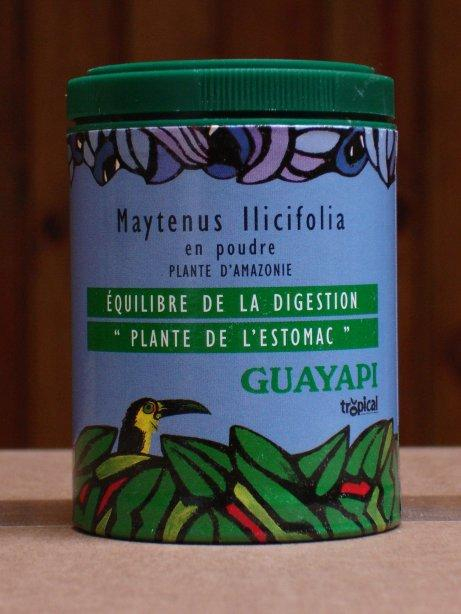 Maytenus Ilicifolia
en poudre
PLANTE D'AMAZONIE
ÉQUILIBRE DE LA DIGESTION
“ PLANTE DE L'ESTOMAC ”
GUAYAPI
tropical